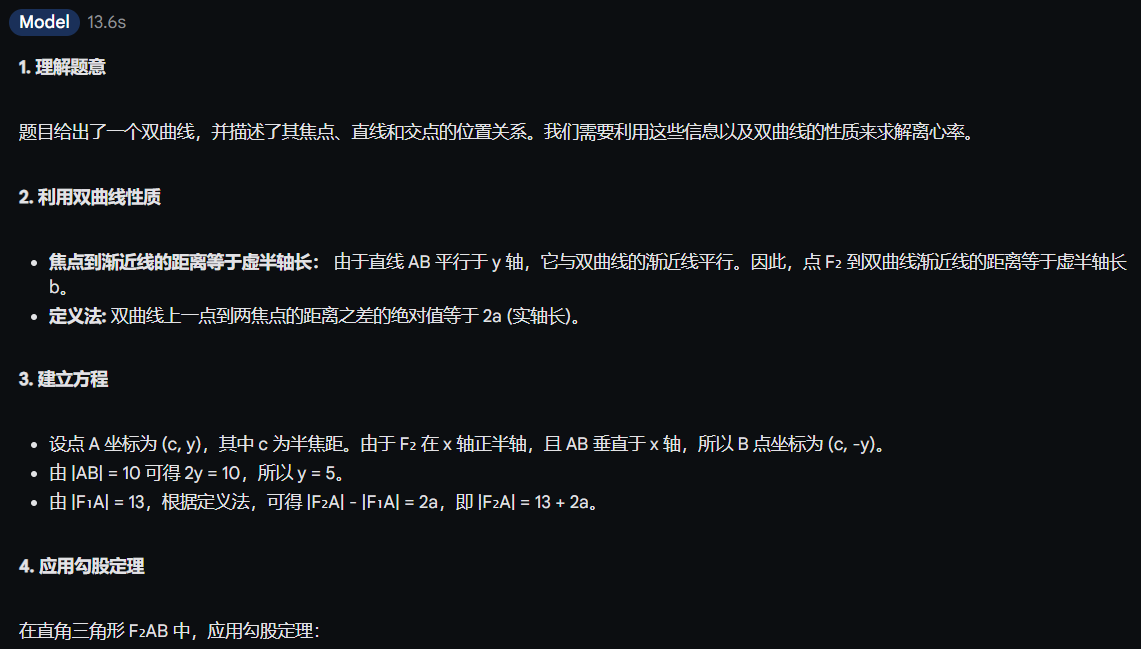 Model 13.6s
1. 理解题意
题目给出了一个双曲线，并描述了其焦点、直线和交点的位置关系。我们需要利用这些信息以及双曲线的性质来求解离心率。
2. 利用双曲线性质
• 焦点到渐近线的距离等于虚半轴长： 由于直线 AB 平行于 y 轴，它与双曲线的渐近线平行。因此，点 F₂ 到双曲线渐近线的距离等于虚半轴长
b。
• 定义法: 双曲线上一点到两焦点的距离之差的绝对值等于 2a (实轴长)。
3. 建立方程
• 设点 A 坐标为 (c, y)，其中 c 为半焦距。由于 F₂ 在 x 轴正半轴，且 AB 垂直于 x 轴，所以 B 点坐标为 (c, -y)。
• 由 |AB| = 10 可得 2y = 10，所以 y = 5。
• 由 |F₁A| = 13，根据定义法，可得 |F₂A| - |F₁A| = 2a，即 |F₂A| = 13 + 2a。
4. 应用勾股定理
在直角三角形 F₂AB 中，应用勾股定理：